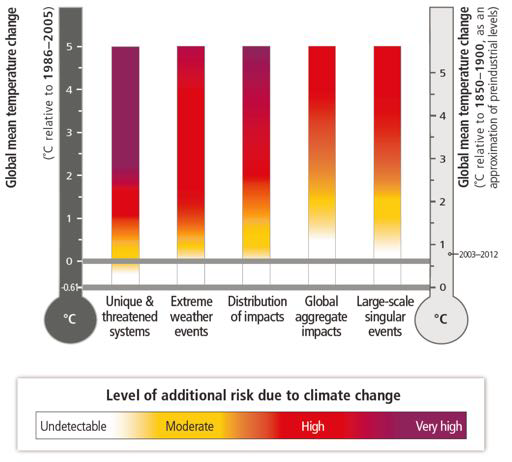 Global mean temperature change
(°C relative to 1986–2005)
5
4
3
2
1
0
-0.61
°C
Unique &
threatened
systems
Extreme
weather
events
Distribution
of impacts
Global
aggregate
impacts
Large-scale
singular
events
Global mean temperature change
(°C relative to 1850–1900, as an
approximation of preindustrial levels)
5
4
3
2
1
0
2003–2012
°C
Level of additional risk due to climate change
Undetectable Moderate High Very high